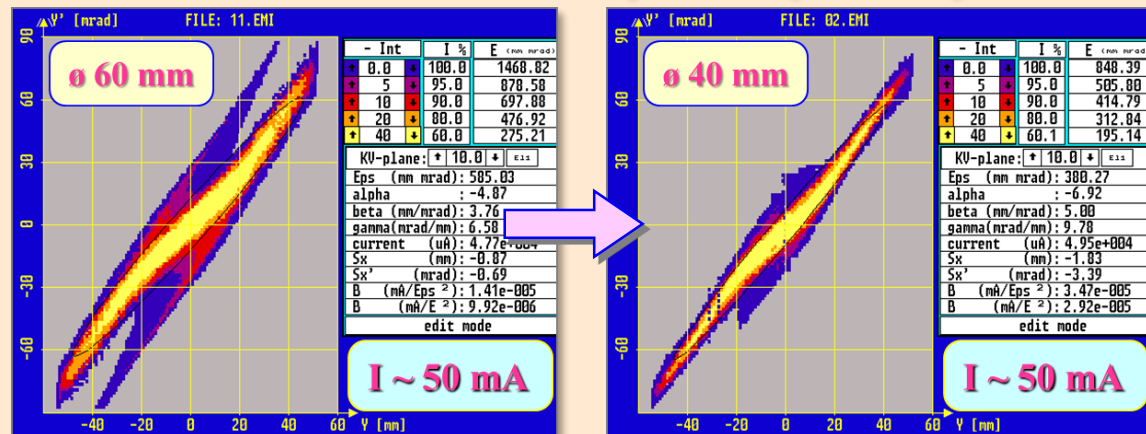 Y' [mrad] FILE: 11.EMI
90
60
30
0
-30
-60
-40 -20 0 20 40 60 Y [mm]
ø 60 mm
- Int I % E (mm mrad)
0.0 100.0 1468.82
5 95.0 878.58
10 90.0 697.88
20 80.0 476.92
40 60.0 275.21
KV-plane: 10.0 Ell
Eps (mm mrad): 585.03
alpha : -4.87
beta (mm/mrad): 3.76
gamma(mrad/mm): 6.58
current (uA): 4.77e+004
Sx (mm): -0.87
Sx' (mrad): -0.69
B (mA/Eps ²): 1.41e-005
B (mA/E ²): 9.92e-006
edit mode
I ~ 50 mA
Y' [mrad] FILE: 02.EMI
90
60
30
0
-30
-60
-40 -20 0 20 40 60 Y [mm]
ø 40 mm
- Int I % E (mm mrad)
0.0 100.0 848.39
5 95.0 505.80
10 90.0 414.79
20 80.0 312.84
40 60.1 195.14
KV-plane: 10.0 Ell
Eps (mm mrad): 380.27
alpha : -6.92
beta (mm/mrad): 5.00
gamma(mrad/mm): 9.78
current (uA): 4.95e+004
Sx (mm): -1.83
Sx' (mrad): -3.39
B (mA/Eps ²): 3.47e-005
B (mA/E ²): 2.92e-005
edit mode
I ~ 50 mA